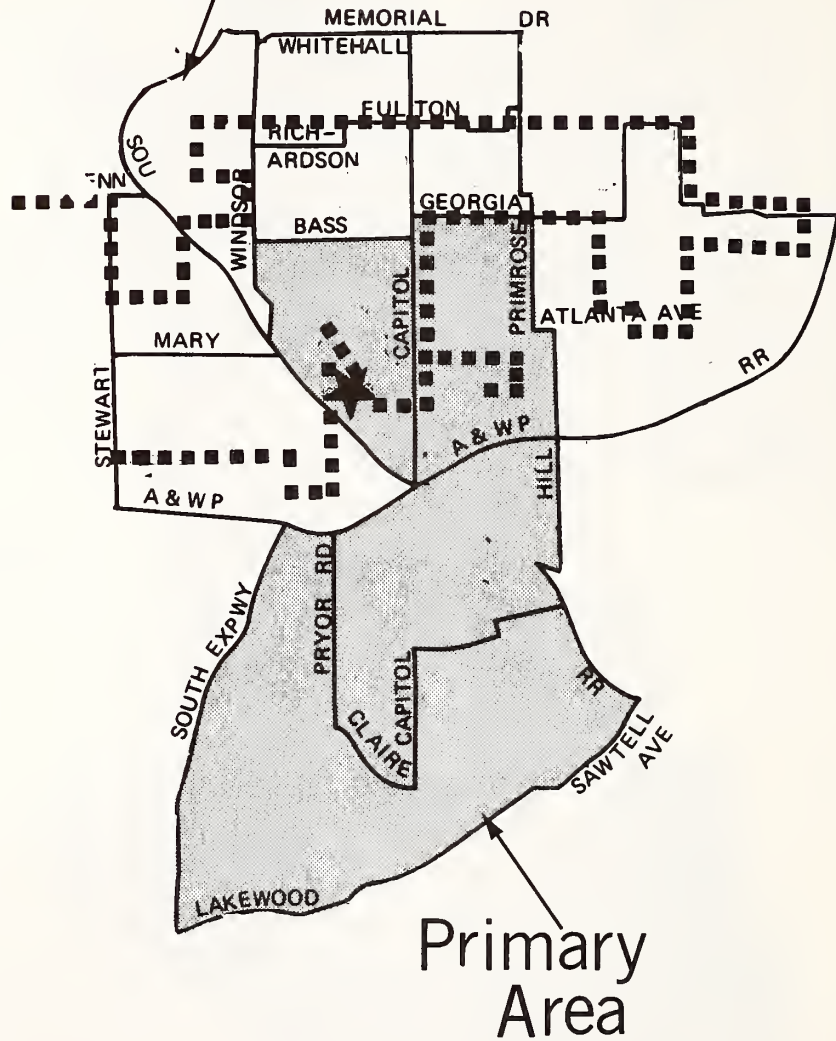 MEMORIAL DR
WHITEHALL
FULTON
RICH-
ARDSON
SOU
WINDSOR
GEORGIA
BASS
CAPITOL
PRIMROSE
ATLANTA AVE
MARY
STEWART
RR
A & WP
A & WP
HILL
SOUTH EXPWY
PRYOR RD
CAPITOL
CLAIRE
RR
SAWTELL
AVE
LAKEWOOD
Primary
Area